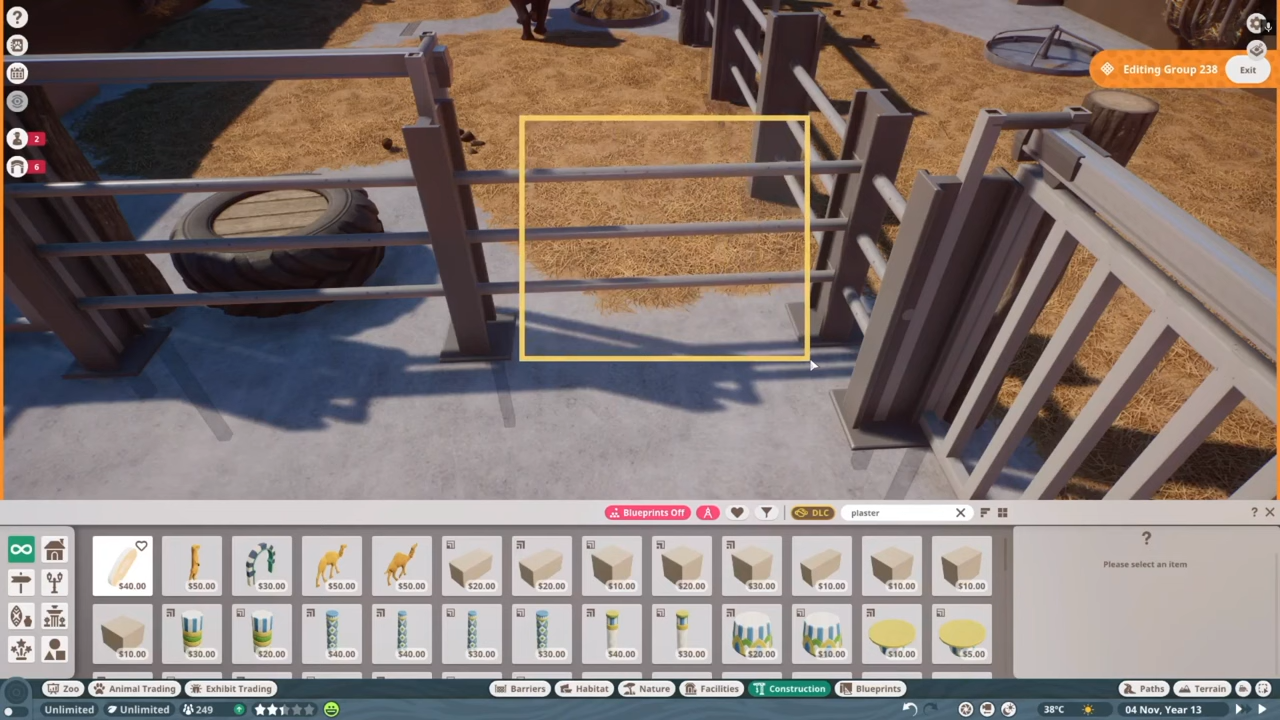 ?
Editing Group 238
Exit
2
6
Blueprints Off
DLC
plaster
?
$40.00
$50.00
$30.00
$50.00
$50.00
$20.00
$20.00
$10.00
$20.00
$30.00
$10.00
$10.00
$10.00
?
Please select an item
$10.00
$30.00
$20.00
$40.00
$40.00
$30.00
$30.00
$40.00
$30.00
$20.00
$10.00
$10.00
$5.00
Zoo
Animal Trading
Exhibit Trading
Barriers
Habitat
Nature
Facilities
Construction
Blueprints
Paths
Terrain
Unlimited
Unlimited
249
38°C
04 Nov, Year 13